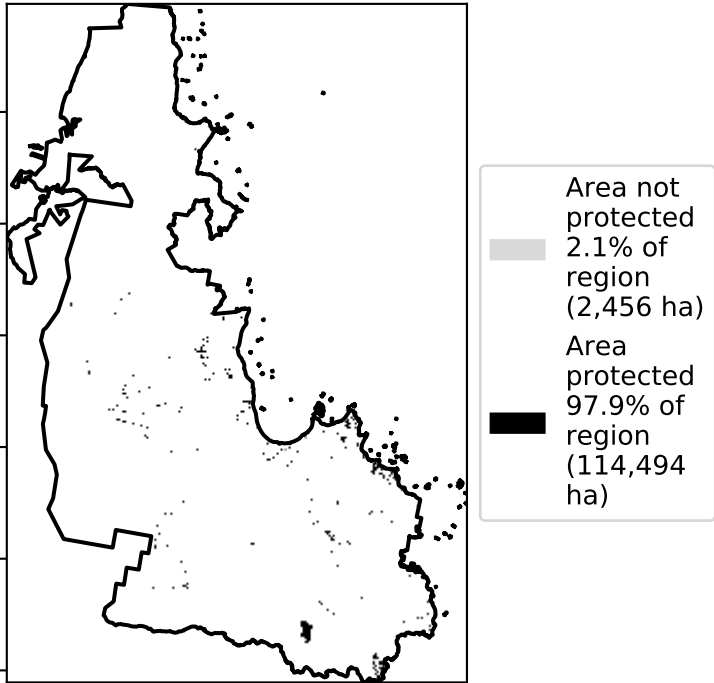 Area not
protected
2.1% of
region
(2,456 ha)
Area
protected
97.9% of
region
(114,494
ha)